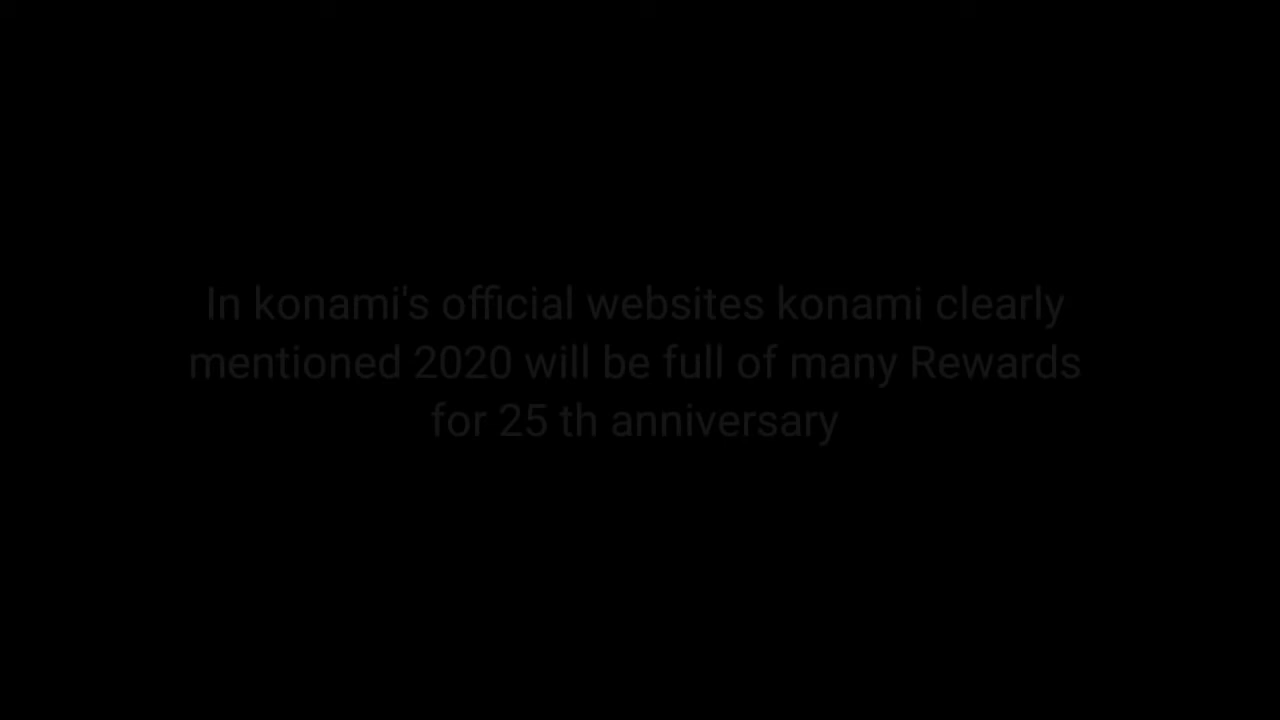 In konami's official websites konami clearly
mentioned 2020 will be full of many Rewards
for 25 th anniversary